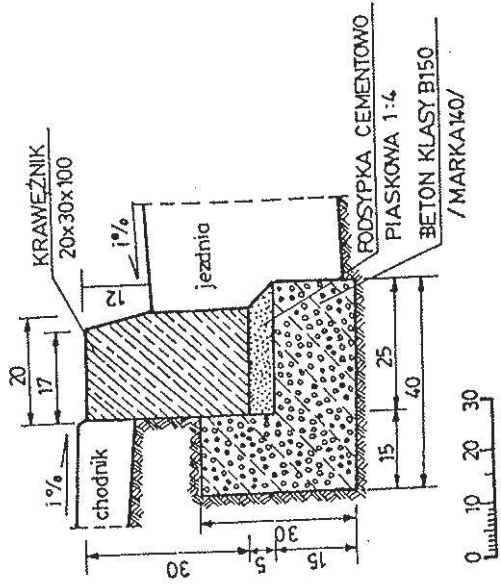 KRAWĘŻNIK
20x30x100
20
17
12
i%
i%
chodnik
jezdnia
PODSYPKA CEMENTOWO
PIASKOWA 1:4
BETON KLASY B150
/MARKA140/
30
5
15
30
15
25
40
0 10 20 30